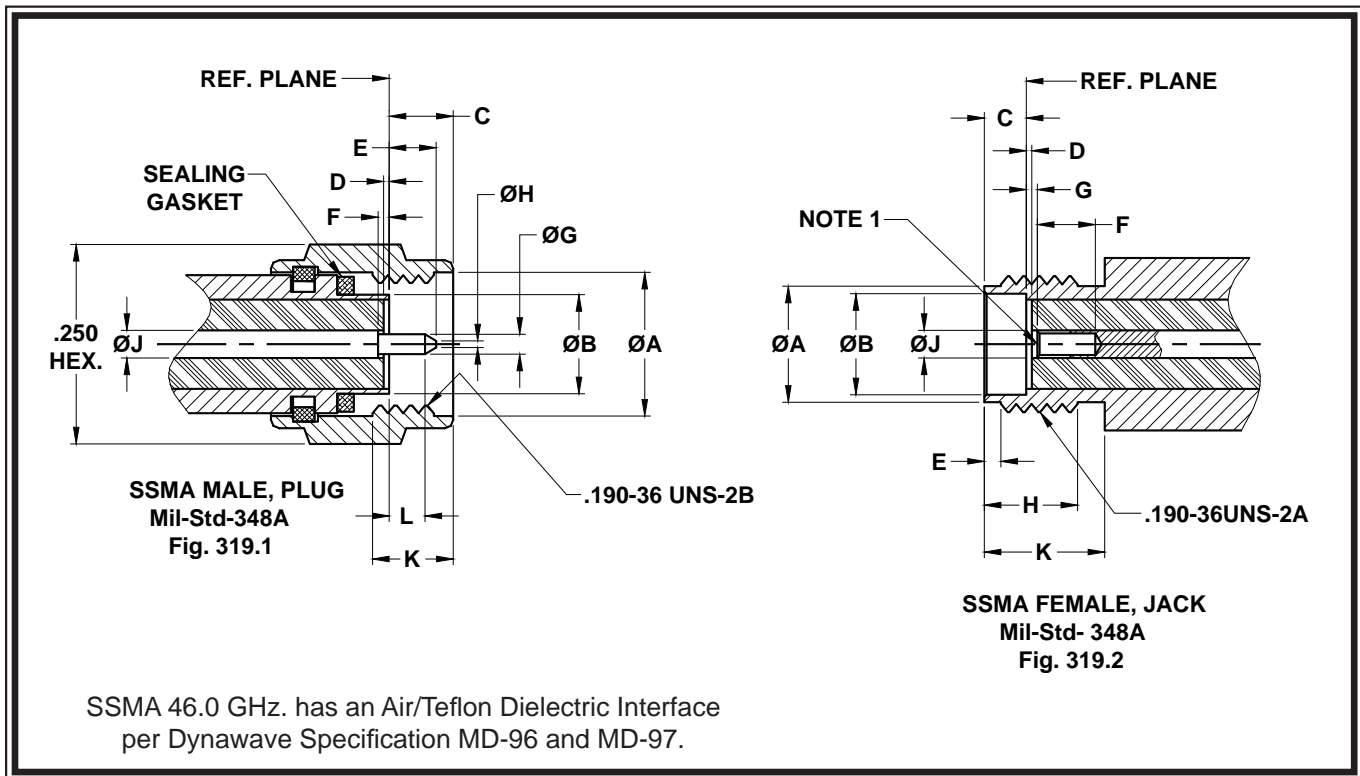 REF. PLANE
C
E
SEALING
GASKET
D
F
ØH
ØG
.250
HEX.
ØJ
ØB
ØA
L
K
.190-36 UNS-2B
SSMA MALE, PLUG
Mil-Std-348A
Fig. 319.1
REF. PLANE
C
D
G
NOTE 1
F
ØA
ØB
ØJ
E
H
K
.190-36UNS-2A
SSMA FEMALE, JACK
Mil-Std- 348A
Fig. 319.2
SSMA 46.0 GHz. has an Air/Teflon Dielectric Interface
per Dynawave Specification MD-96 and MD-97.